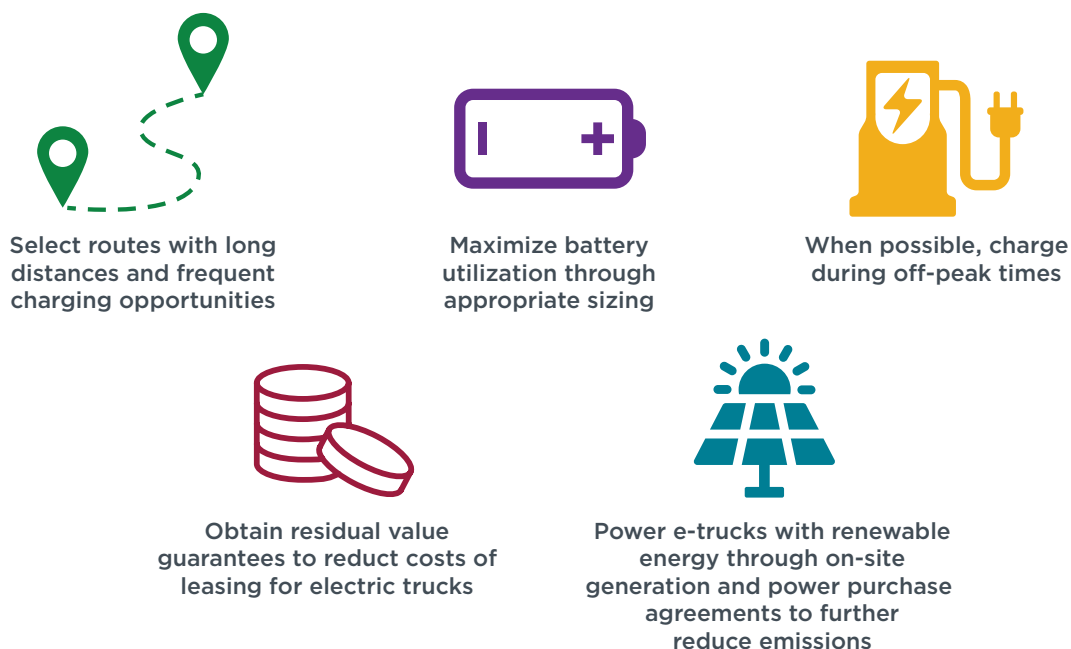 Select routes with long
distances and frequent
charging opportunities
Maximize battery
utilization through
appropriate sizing
When possible, charge
during off-peak times
Obtain residual value
guarantees to reduct costs of
leasing for electric trucks
Power e-trucks with renewable
energy through on-site
generation and power purchase
agreements to further
reduce emissions